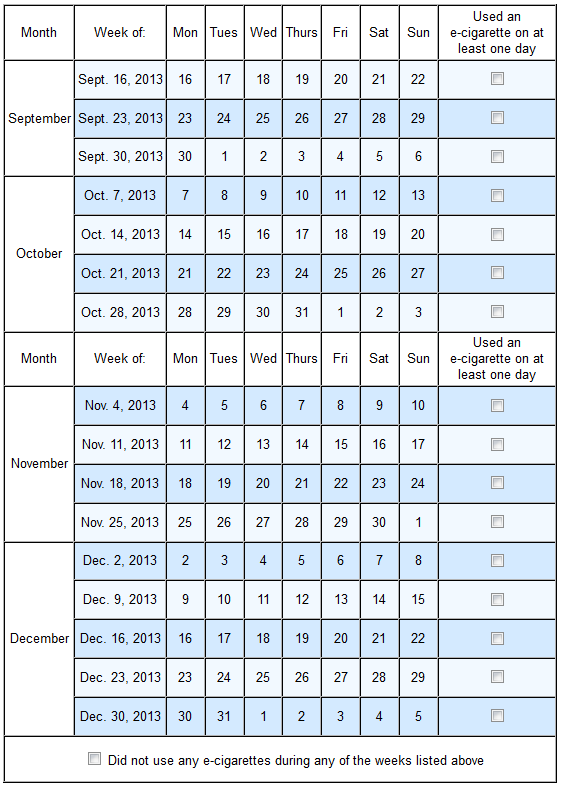 Month Week of: Mon Tues Wed Thurs Fri Sat Sun Used an
e-cigarette on at
least one day
September
Sept. 16, 2013 16 17 18 19 20 21 22
Sept. 23, 2013 23 24 25 26 27 28 29
Sept. 30, 2013 30 1 2 3 4 5 6
October
Oct. 7, 2013 7 8 9 10 11 12 13
Oct. 14, 2013 14 15 16 17 18 19 20
Oct. 21, 2013 21 22 23 24 25 26 27
Oct. 28, 2013 28 29 30 31 1 2 3
Month Week of: Mon Tues Wed Thurs Fri Sat Sun Used an
e-cigarette on at
least one day
November
Nov. 4, 2013 4 5 6 7 8 9 10
Nov. 11, 2013 11 12 13 14 15 16 17
Nov. 18, 2013 18 19 20 21 22 23 24
Nov. 25, 2013 25 26 27 28 29 30 1
December
Dec. 2, 2013 2 3 4 5 6 7 8
Dec. 9, 2013 9 10 11 12 13 14 15
Dec. 16, 2013 16 17 18 19 20 21 22
Dec. 23, 2013 23 24 25 26 27 28 29
Dec. 30, 2013 30 31 1 2 3 4 5
Did not use any e-cigarettes during any of the weeks listed above